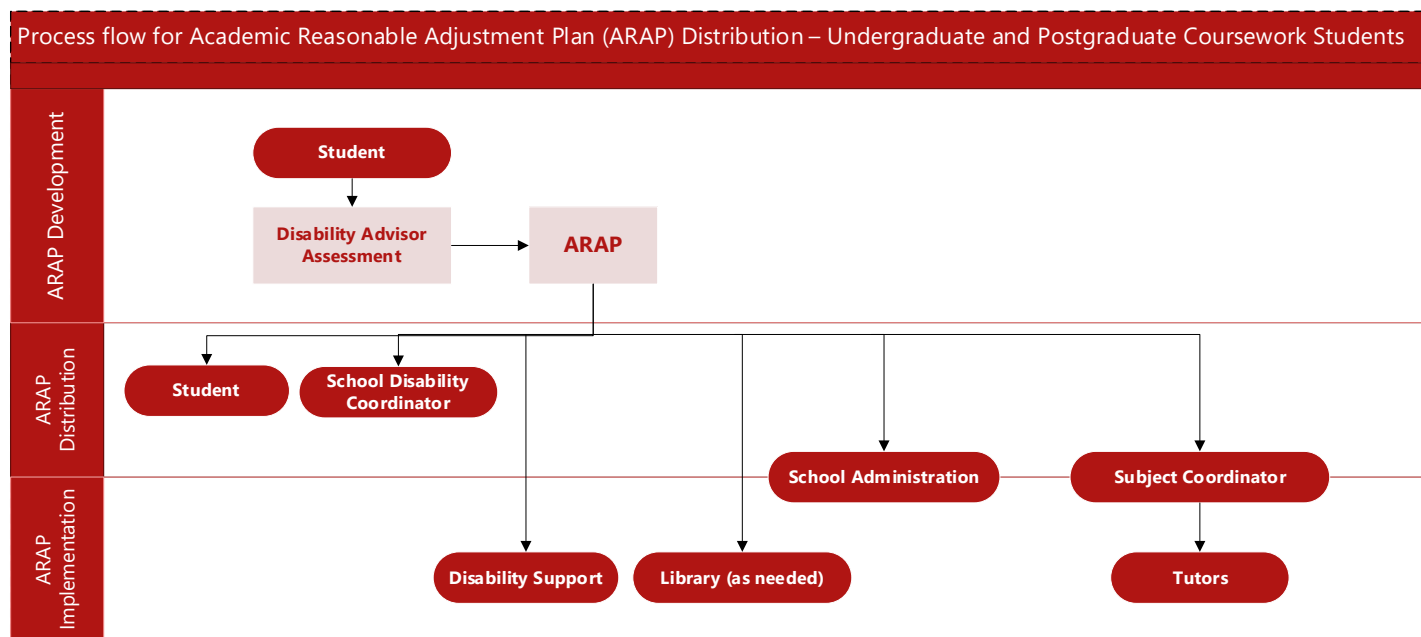 Process flow for Academic Reasonable Adjustment Plan (ARAP) Distribution – Undergraduate and Postgraduate Coursework Students
ARAP Development
Student
Disability Advisor
Assessment
ARAP
ARAP
Distribution
Student
School Disability
Coordinator
School Administration
Subject Coordinator
ARAP
Implementation
Disability Support
Library (as needed)
Tutors